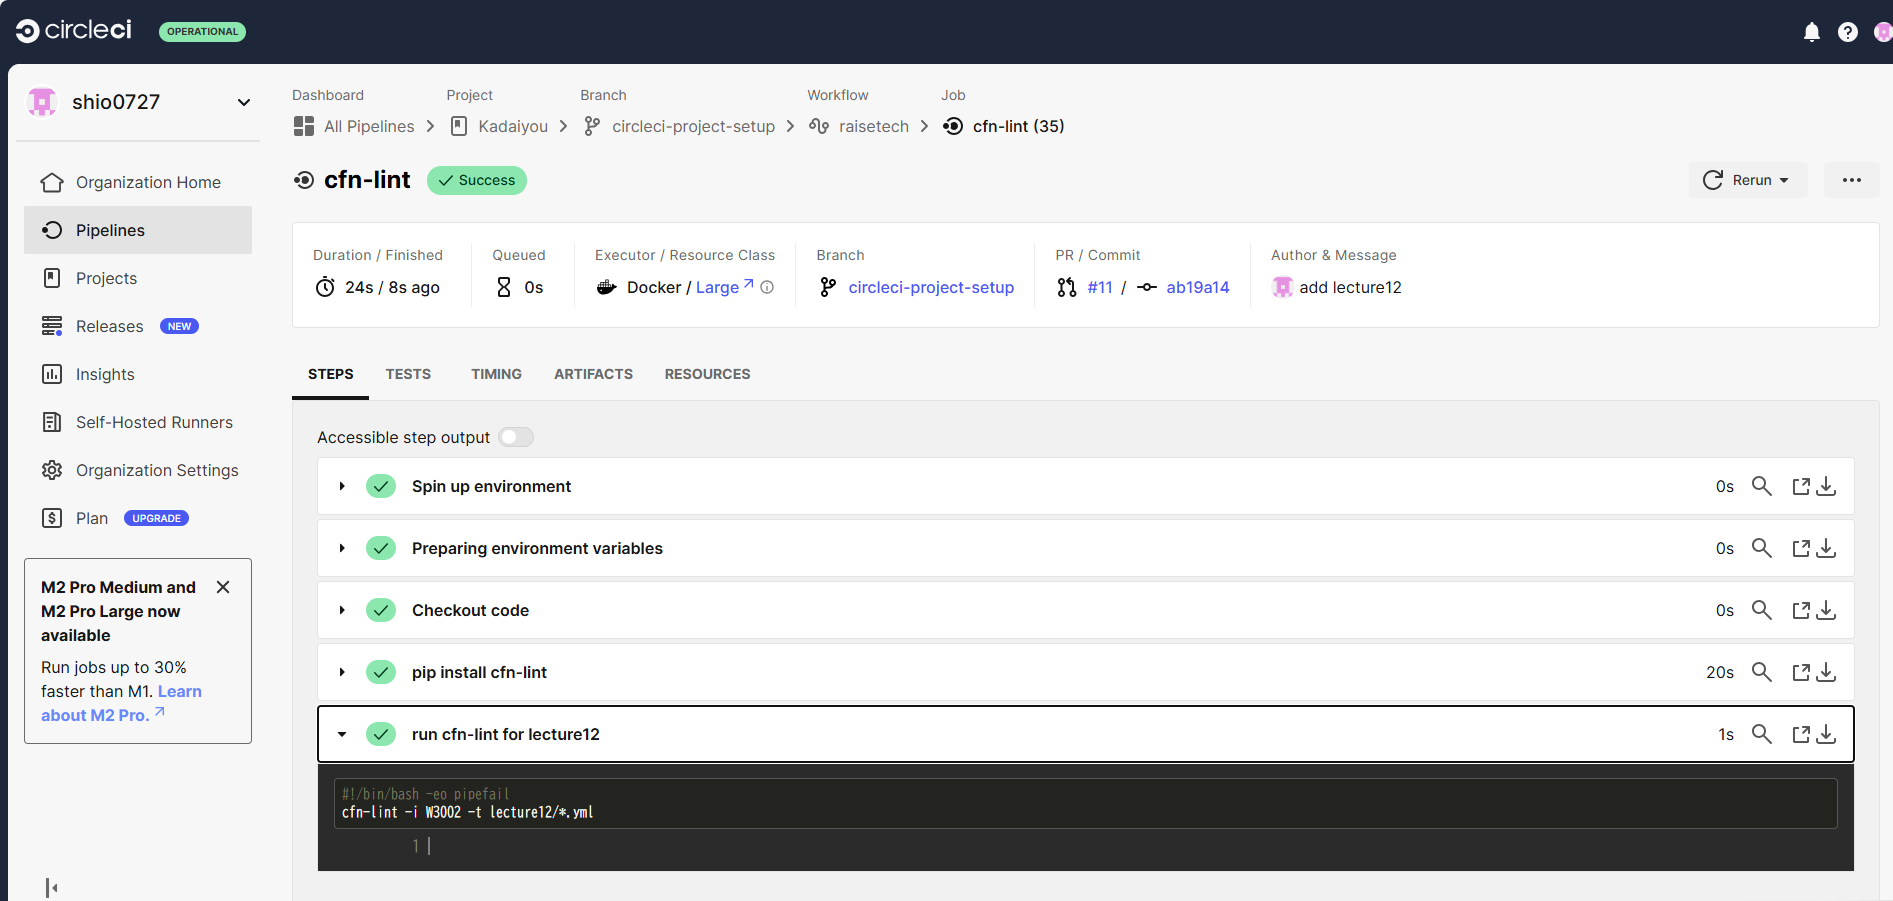 circleci OPERATIONAL
shio0727
Organization Home
Pipelines
Projects
Releases NEW
Insights
Self-Hosted Runners
Organization Settings
Plan UPGRADE
M2 Pro Medium and
M2 Pro Large now
available
Run jobs up to 30%
faster than M1. Learn
about M2 Pro.
Dashboard Project Branch Workflow Job
All Pipelines Kadaiyou circleci-project-setup raisetech cfn-lint (35)
cfn-lint Success Rerun
Duration / Finished Queued Executor / Resource Class Branch PR / Commit Author & Message
24s / 8s ago 0s Docker / Large circleci-project-setup #11 / ab19a14 add lecture12
STEPS TESTS TIMING ARTIFACTS RESOURCES
Accessible step output
Spin up environment 0s
Preparing environment variables 0s
Checkout code 0s
pip install cfn-lint 20s
run cfn-lint for lecture12 1s
#!/bin/bash -eo pipefail
cfn-lint -i W3002 -t lecture12/*.yml
1